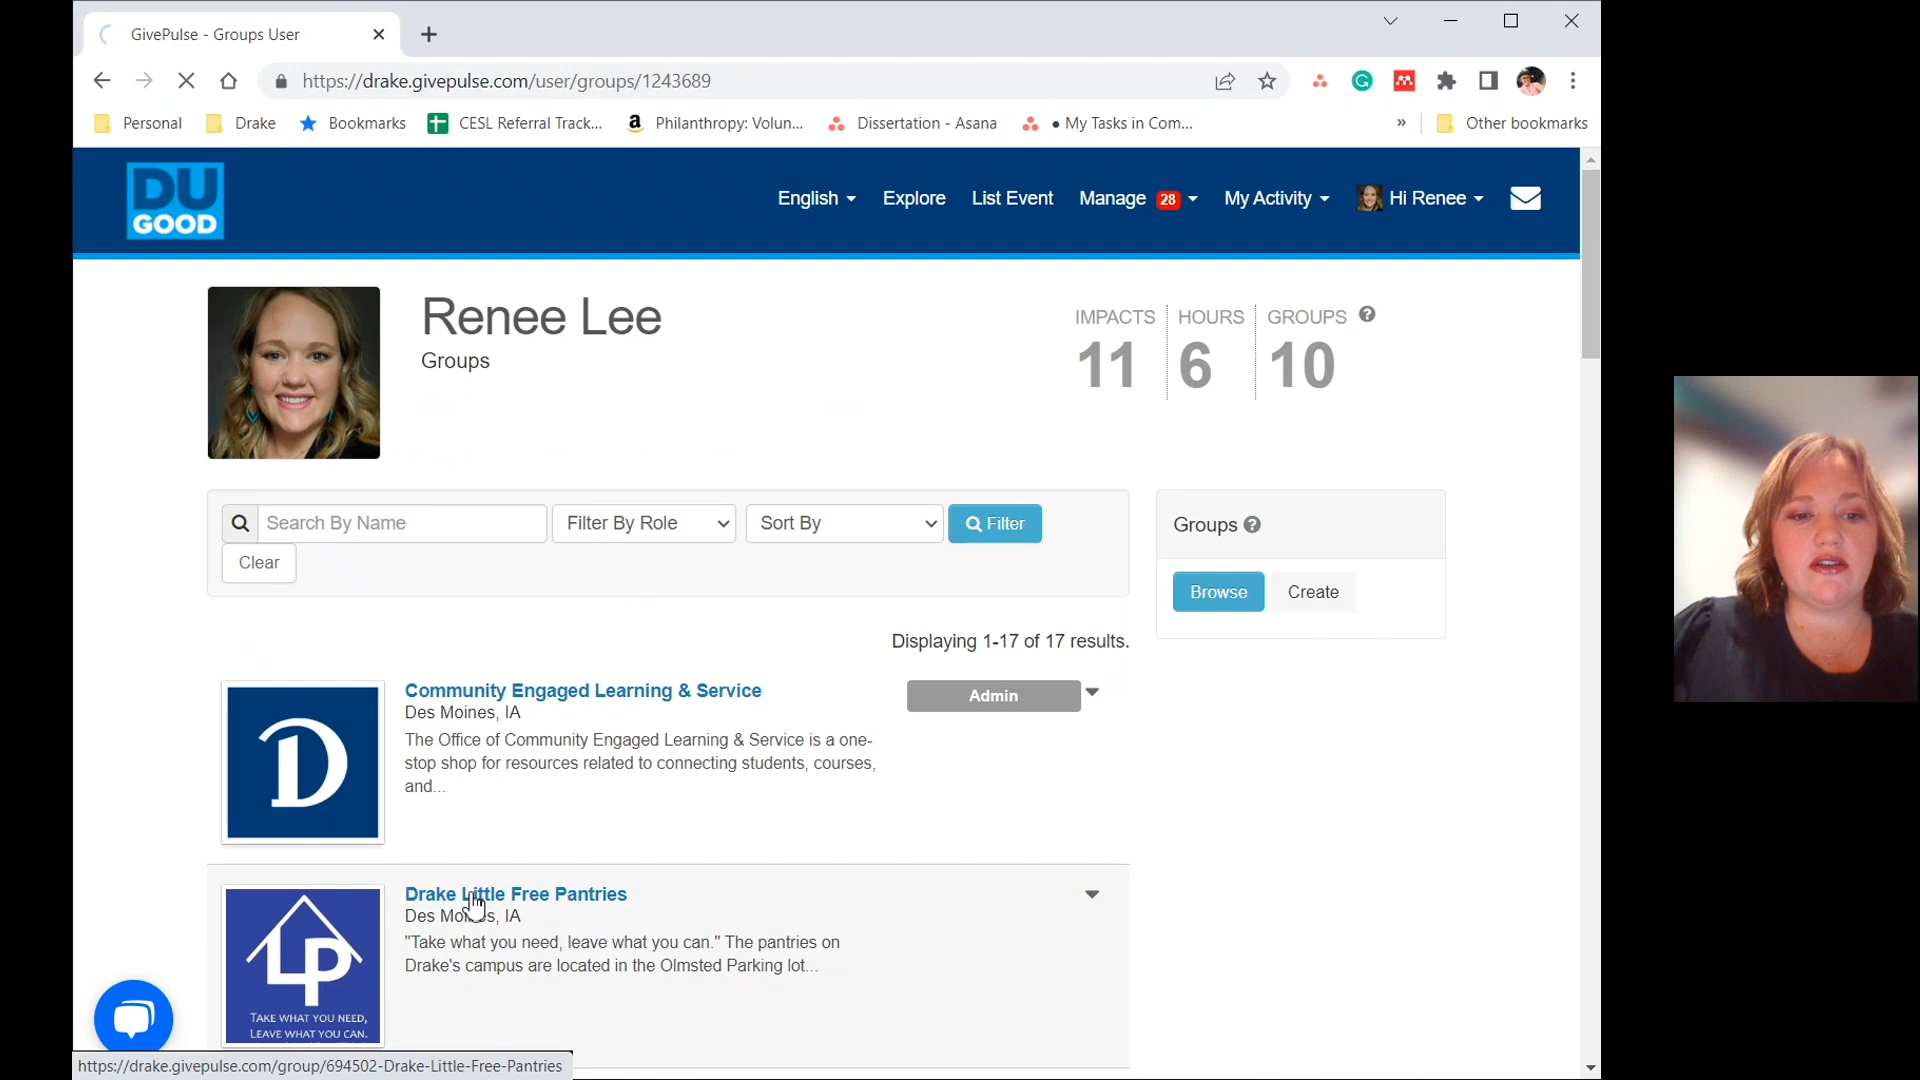 GivePulse - Groups User
https://drake.givepulse.com/user/groups/1243689
Personal
Drake
Bookmarks
CESL Referral Track...
Philanthropy: Volun...
Dissertation - Asana
● My Tasks in Com...
»
Other bookmarks
DU
GOOD
English
Explore
List Event
Manage 28
My Activity
Hi Renee
Renee Lee
Groups
IMPACTS
11
HOURS
6
GROUPS
10
Search By Name
Filter By Role
Sort By
Filter
Clear
Groups
Browse
Create
Displaying 1-17 of 17 results.
D
Community Engaged Learning & Service
Des Moines, IA
The Office of Community Engaged Learning & Service is a one-
stop shop for resources related to connecting students, courses,
and...
Admin
LP
TAKE WHAT YOU NEED,
LEAVE WHAT YOU CAN.
Drake Little Free Pantries
Des Moines, IA
"Take what you need, leave what you can." The pantries on
Drake's campus are located in the Olmsted Parking lot...
https://drake.givepulse.com/group/694502-Drake-Little-Free-Pantries